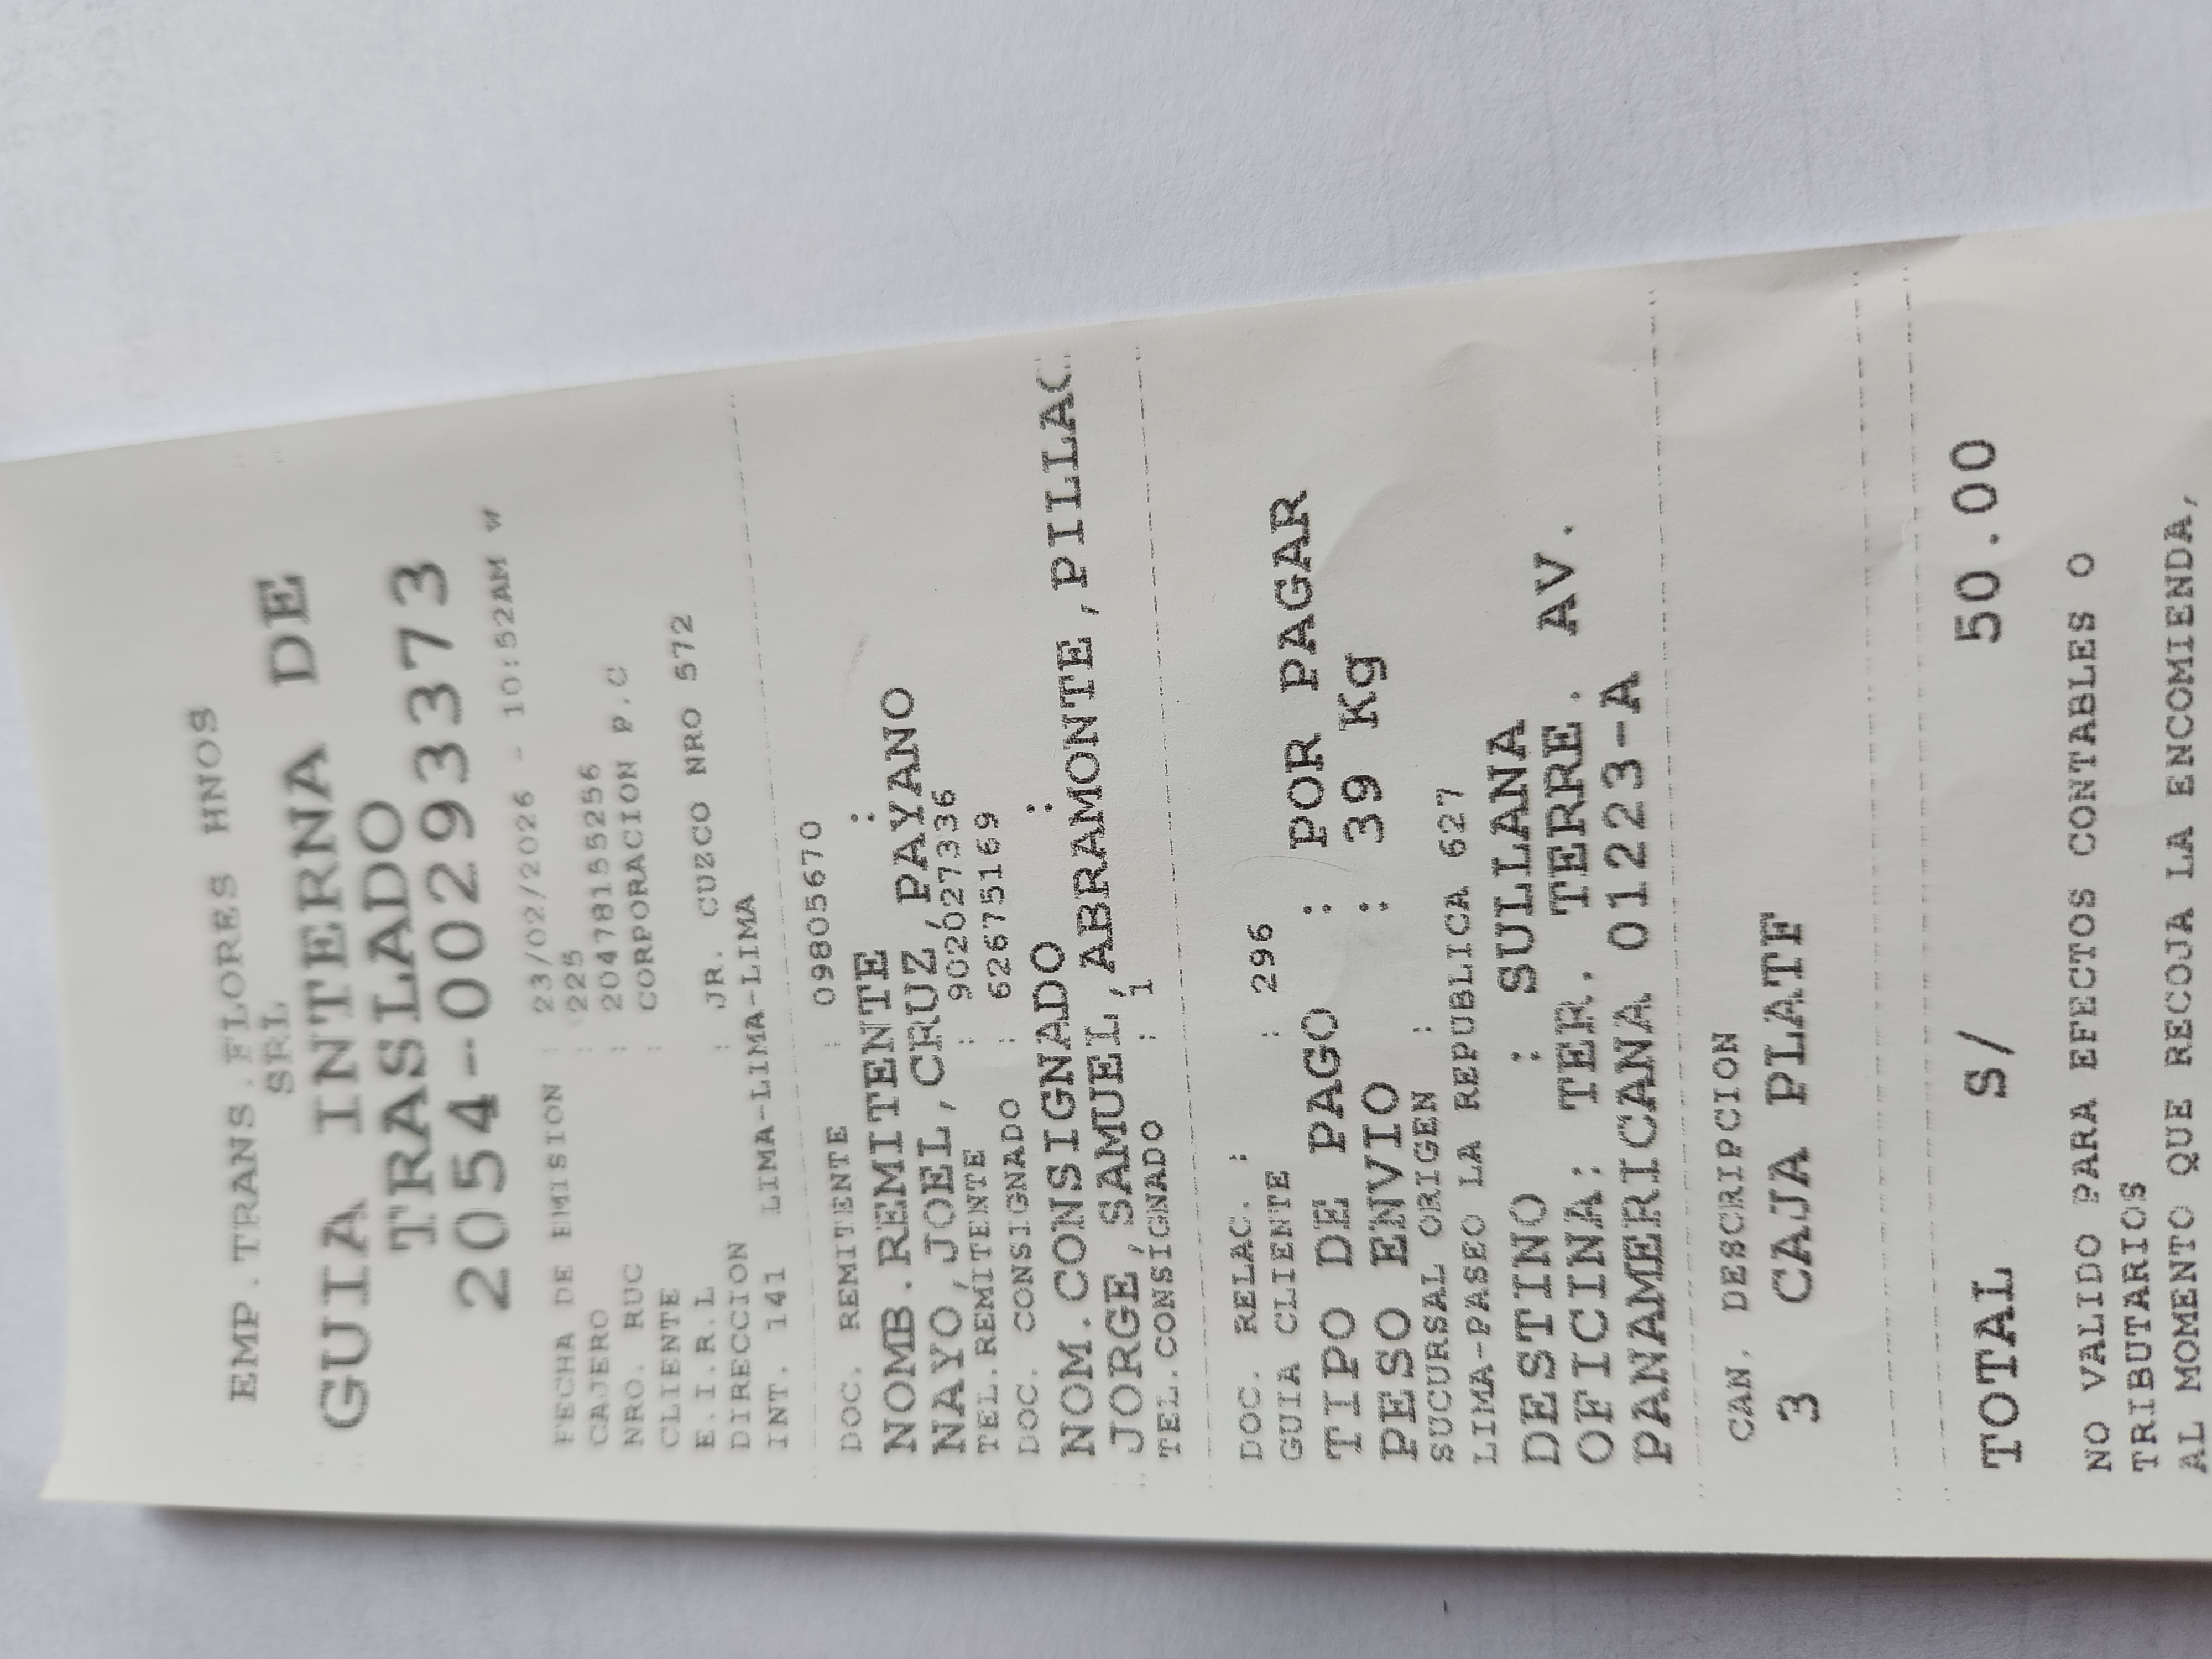 EMP.TRANS.FLORES HNOS
SRL
GUIA INTERNA DE
TRASLADO
2054-00293373
FECHA DE EMISION : 23/02/2026 - 10:52AM w
CAJERO : 225
NRO. RUC : 20478155256
CLIENTE : CORPORACION P.C
E.I.R.L
DIRECCION : JR. CUZCO NRO 572
INT. 141 LIMA-LIMA-LIMA-LIMA
DOC. REMITENTE : 09805670
NOMB.REMITENTE :
NAYO,JOEL,CRUZ,PAYANO
TEL.REMITENTE : 902027336
DOC. CONSIGNADO : 626751169
NOM.CONSIGNADO :
JORGE,SAMUEL,ABRAMONTE,PILLAC
TEL.CONSIGNADO : 1
DOC. RELAC. :
GUIA CLIENTE : 296
TIPO DE PAGO : POR PAGAR
PESO ENVIO : 39 Kg
SUCURSAL ORIGEN :
LIMA-PASEO LA REPUBLICA 627
DESTINO : SULLANA
OFICINA: TER. TERRE. AV.
PANAMERICANA 01223-A
CAN. DESCRIPCION
3 CAJA PLATF
TOTAL S/ 50.00
NO VALIDO PARA EFECTOS CONTABLES O
TRIBUTARIOS
AL MOMENTO QUE RECOJA LA ENCOMIENDA,